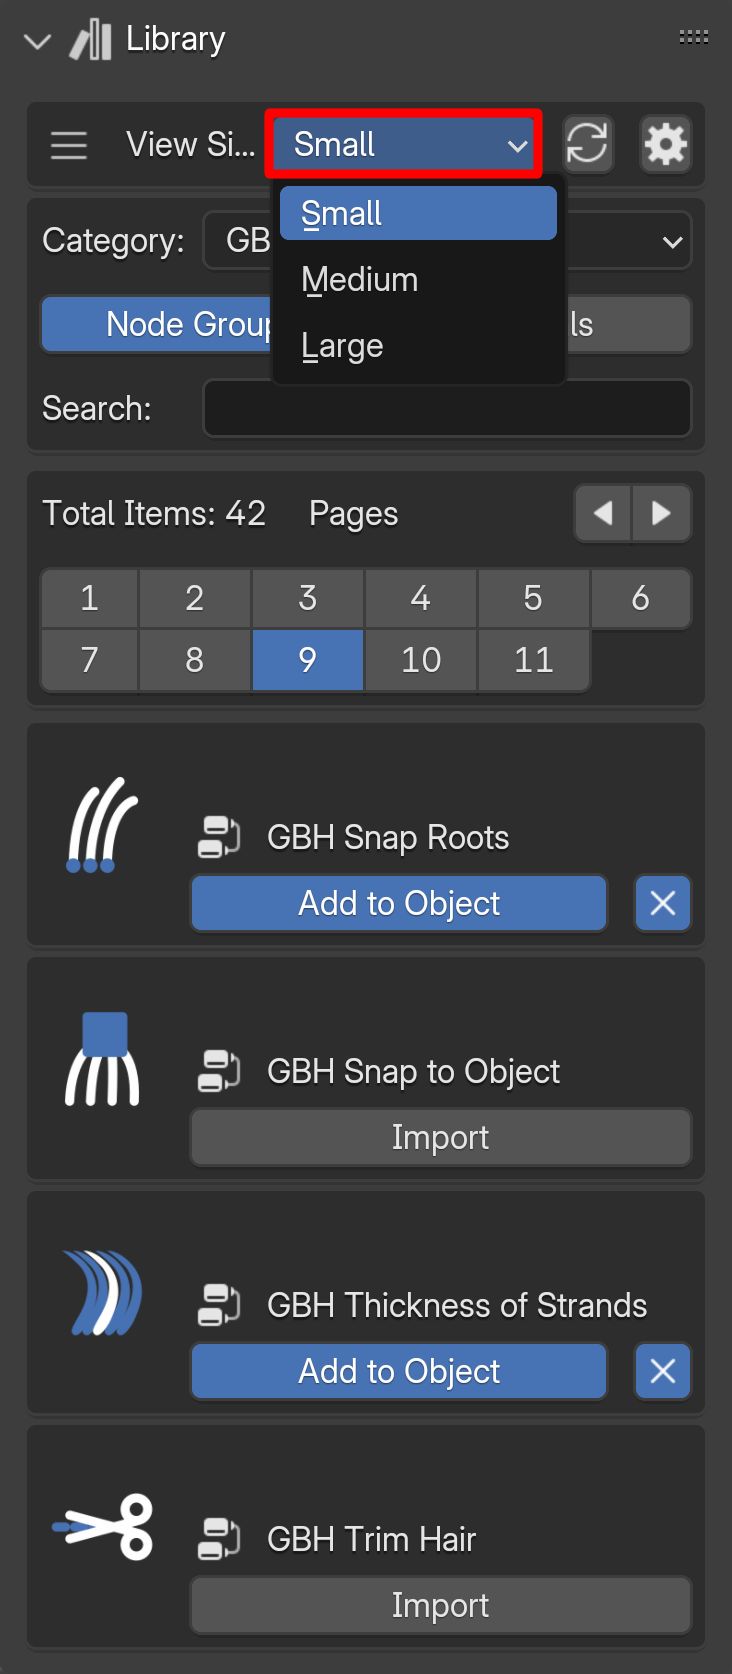 Library
View Si... Small
Small
Category: GB
Medium
Node Group ls
Large
Search:
Total Items: 42 Pages
1 2 3 4 5 6
7 8 9 10 11
GBH Snap Roots
Add to Object
GBH Snap to Object
Import
GBH Thickness of Strands
Add to Object
GBH Trim Hair
Import